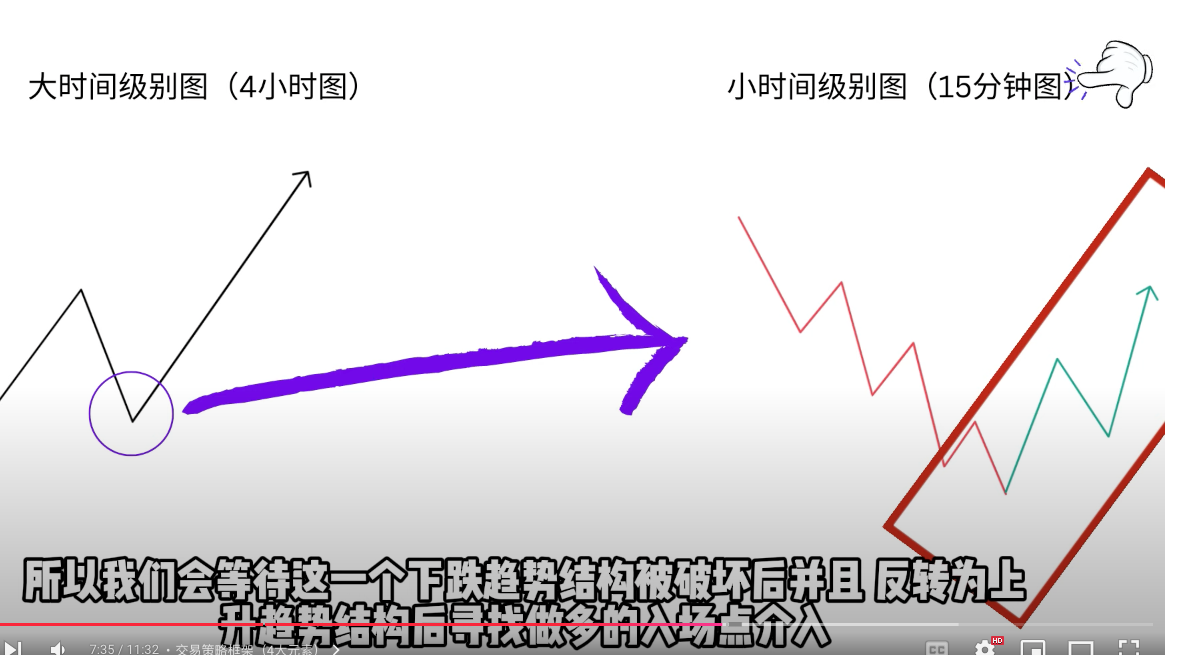 大时间级别图（4小时图）
小时间级别图（15分钟图）
所以我们会等待这一个下跌趋势结构被破坏后并且 反转为上
升趋势结构后寻找做多的入场点介入
7:35 / 11:32 • 交易策略框架（4大元素）
CC
HD